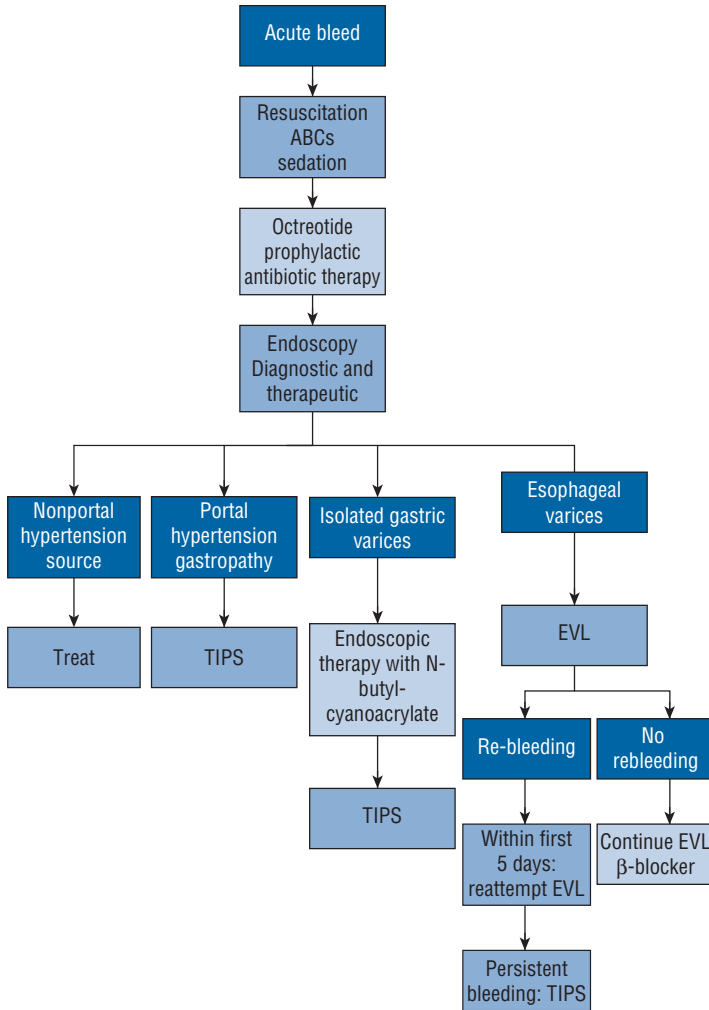 Acute bleed
Resuscitation
ABCs
sedation
Octreotide
prophylactic
antibiotic therapy
Endoscopy
Diagnostic and
therapeutic
Nonportal
hypertension
source
Portal
hypertension
gastropathy
Isolated gastric
varices
Esophageal
varices
Treat
TIPS
Endoscopic
therapy with N-
butyl-
cyanoacrylate
TIPS
EVL
Re-bleeding
No
rebleeding
Within first
5 days:
reattempt EVL
Continue EVL
β-blocker
Persistent
bleeding: TIPS